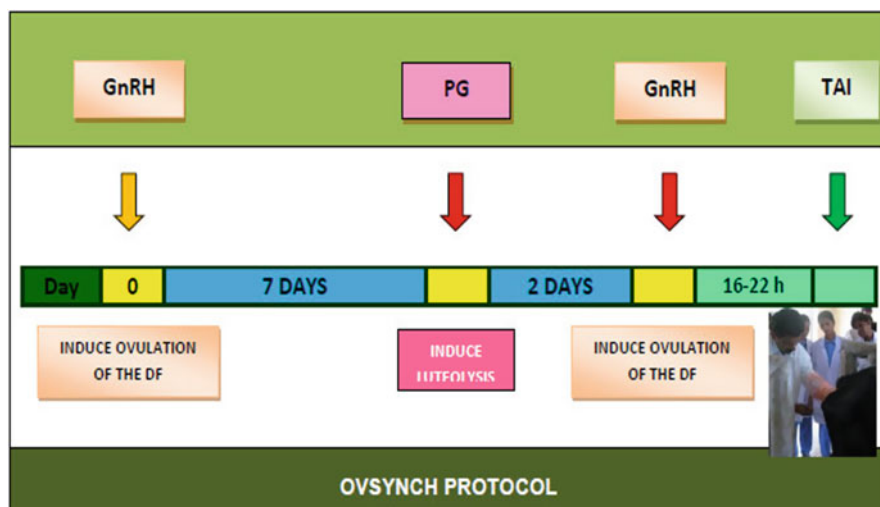 GnRH
PG
GnRH
TAI
Day
0
7 DAYS
2 DAYS
16-22 h
INDUCE OVULATION
OF THE DF
INDUCE
LUTEOLYSIS
INDUCE OVULATION
OF THE DF
OVSYNCH PROTOCOL